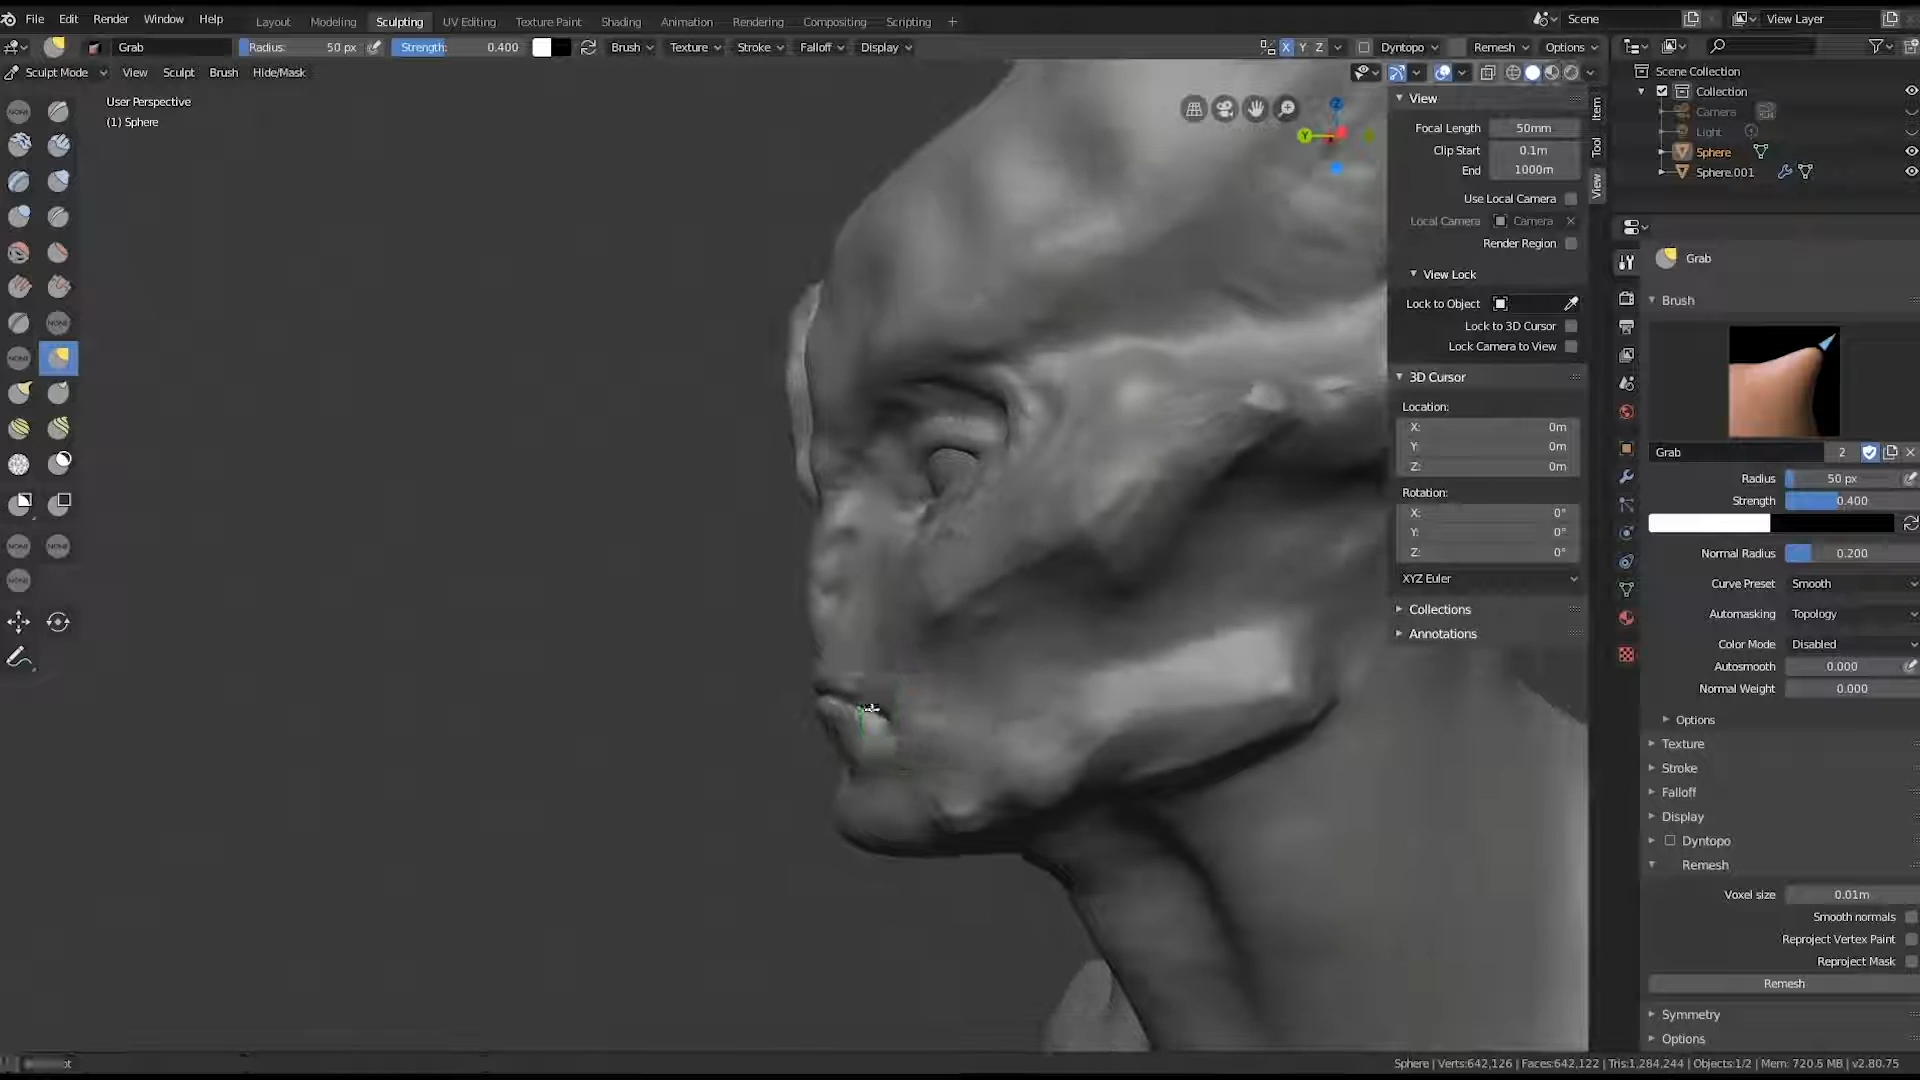 File Edit Render Window Help Layout Modeling Sculpting UV Editing Texture Paint Shading Animation Rendering Compositing Scripting + Scene View Layer
Grab Radius: 50 px Strength: 0.400 Brush Texture Stroke Falloff Display X Y Z Dyntopo Remesh Options
Sculpt Mode View Sculpt Brush Hide/Mask
User Perspective
(1) Sphere
NONE
NONE
NONE
NONE NONE
NONE
Z
Y
View
Focal Length 50mm
Clip Start 0.1m
End 1000m
Use Local Camera
Local Camera Camera
Render Region
View Lock
Lock to Object
Lock to 3D Cursor
Lock Camera to View
3D Cursor
Location:
X: 0m
Y: 0m
Z: 0m
Rotation:
X: 0°
Y: 0°
Z: 0°
XYZ Euler
Collections
Annotations
Item
Tool
View
Scene Collection
Collection
Camera
Light
Sphere
Sphere.001
Grab
Brush
Grab 2
Radius 50 px
Strength 0.400
Normal Radius 0.200
Curve Preset Smooth
Automasking Topology
Color Mode Disabled
Autosmooth 0.000
Normal Weight 0.000
Options
Texture
Stroke
Falloff
Display
Dyntopo
Remesh
Voxel size 0.01m
Smooth normals
Reproject Vertex Paint
Reproject Mask
Remesh
Symmetry
Options
Sphere | Verts:642,126 | Faces:642,122 | Tris:1,284,244 | Objects:1/2 | Mem: 720.5 MB | v2.80.75